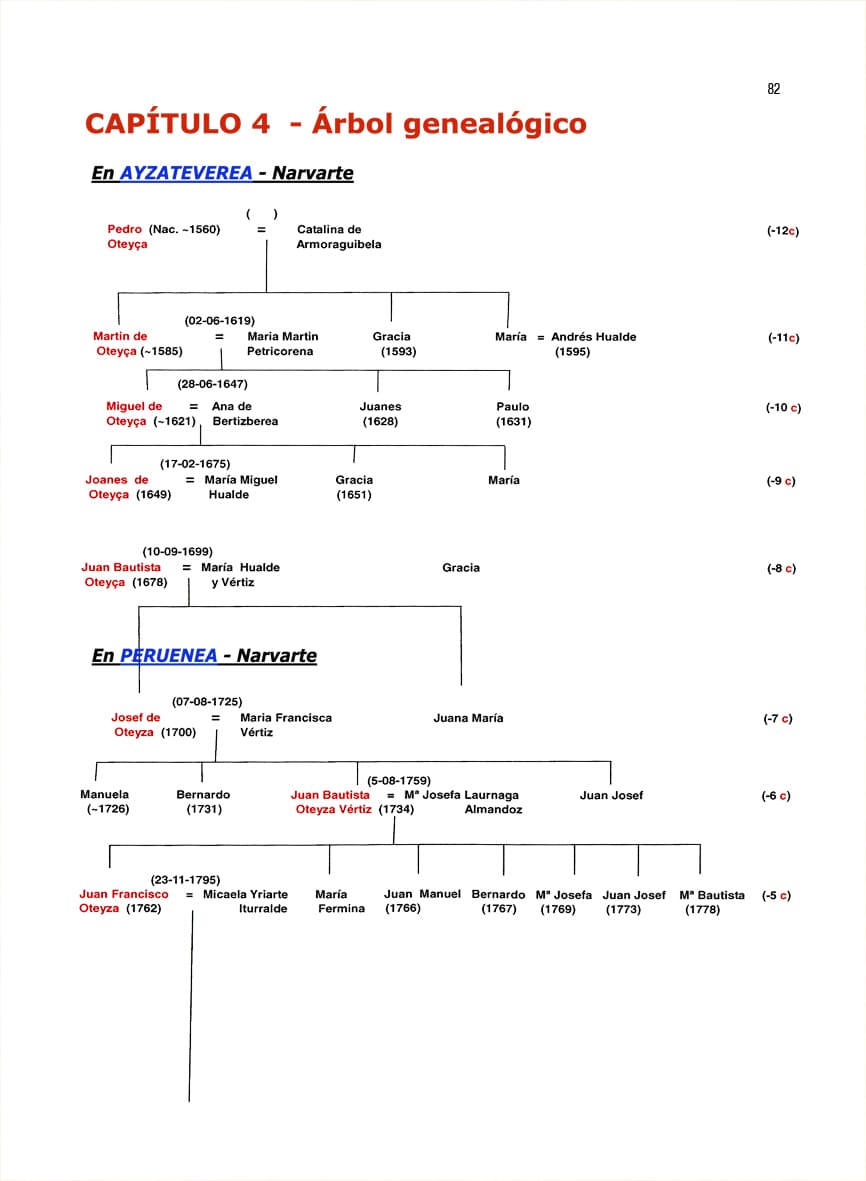 82
CAPÍTULO 4 - Árbol genealógico
En AYZATEVEREA - Narvarte
( )
Pedro (Nac. ~1560) = Catalina de (-12c)
Oteyça Armoraguibela
(02-06-1619)
Martin de = Maria Martin Gracia María = Andrés Hualde (-11c)
Oteyça (~1585) Petricorena (1593) (1595)
(28-06-1647)
Miguel de = Ana de Juanes Paulo (-10 c)
Oteyça (~1621) Bertizberea (1628) (1631)
(17-02-1675)
Joanes de = María Miguel Gracia María (-9 c)
Oteyça (1649) Hualde (1651)
(10-09-1699)
Juan Bautista = María Hualde Gracia (-8 c)
Oteyça (1678) y Vértiz
En PERUENEA - Narvarte
(07-08-1725)
Josef de = Maria Francisca Juana María (-7 c)
Oteyza (1700) Vértiz
(5-08-1759)
Manuela Bernardo Juan Bautista = Mª Josefa Laurnaga Juan Josef (-6 c)
(~1726) (1731) Oteyza Vértiz (1734) Almandoz
(23-11-1795)
Juan Francisco = Micaela Yriarte María Juan Manuel Bernardo Mª Josefa Juan Josef Mª Bautista (-5 c)
Oteyza (1762) Iturralde Fermina (1766) (1767) (1769) (1773) (1778)